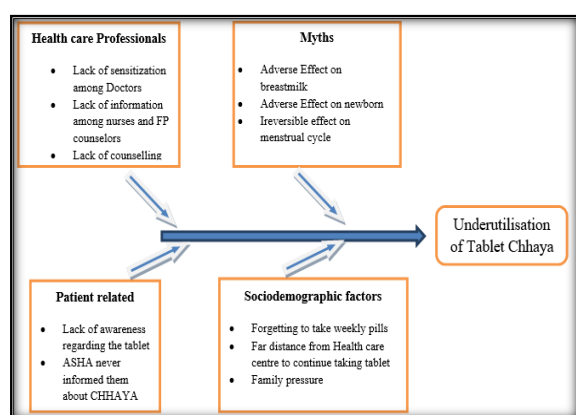 Health care Professionals
• Lack of sensitization
among Doctors
• Lack of information
among nurses and FP
counselors
• Lack of counselling
Myths
• Adverse Effect on
breastmilk
• Adverse Effect on newborn
• Ireversible effect on
menstrual cycle
Underutilisation
of Tablet Chhaya
Patient related
• Lack of awareness
regarding the tablet
• ASHA never
informed them
about CHHAYA
Sociodemographic factors
• Forgetting to take weekly pills
• Far distance from Health care
centre to continue taking tablet
• Family pressure